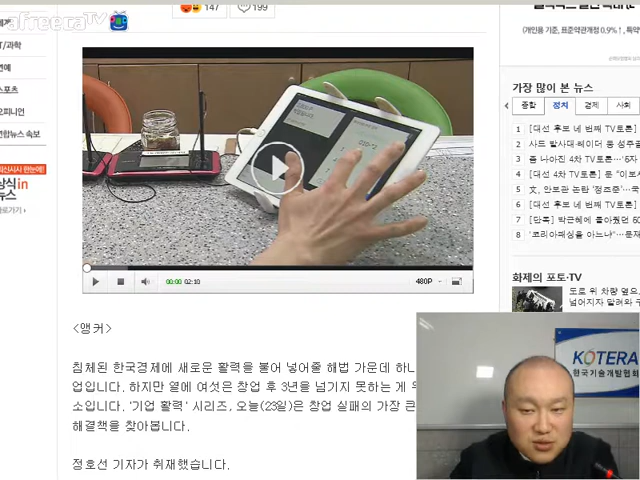 147
199
afreecaTV
T/과학
연예
스포츠
오피니언
연합뉴스 속보
상식in
뉴스
바로가기 ›
00:00 02:10
480P
<앵커>
침체된 한국경제에 새로운 활력을 불어 넣어줄 해법 가운데 하나
업입니다. 하지만 열에 여섯은 창업 후 3년을 넘기지 못하는 게
소입니다. '기업 활력' 시리즈, 오늘(23일)은 창업 실패의 가장 큰
해결책을 찾아봅니다.
정호선 기자가 취재했습니다.
(개인용 기준, 표준약관개정 0.9%↑, 특약
가장 많이 본 뉴스
종합 정치 경제 사회
1 [대선 후보 네 번째 TV토론]
2 사드 발사대·레이더 등 성주골
3 좀 나아진 4차 TV토론…'6자
4 [대선 4차 TV토론] 문 "이보서
5 文, 안보관 논란 '정조준'…국
6 [대선 후보 네 번째 TV토론]
7 [단독] 박근혜에 돌아왔던 60
8 '코리아패싱을 아느냐"…문재
화제의 포토·TV
도로 위 차량 옆으
넘어지자 달려와 구
KOTERA
한국기술개발협회